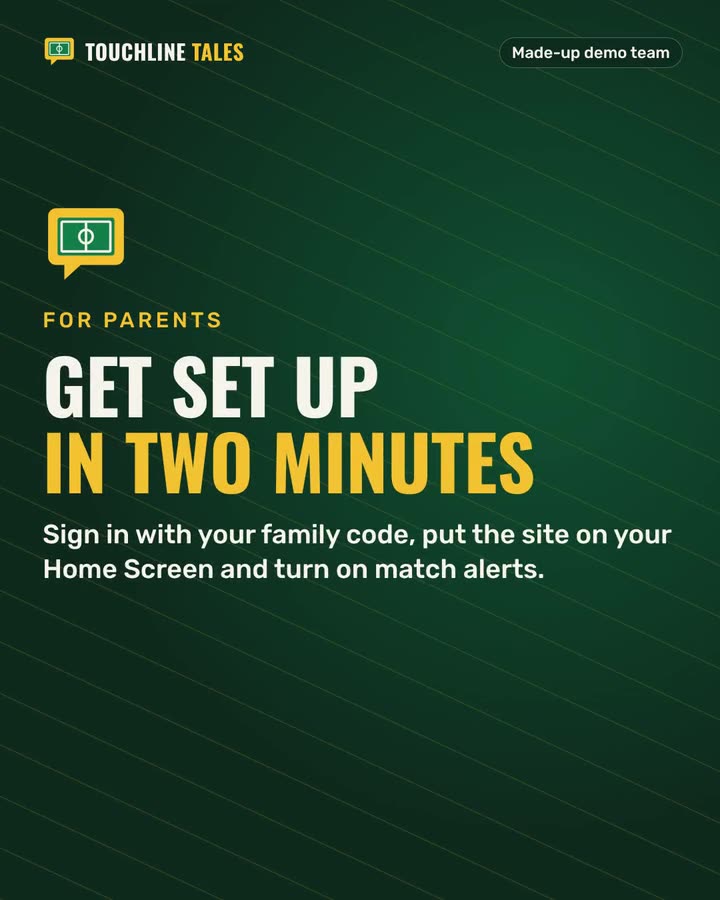 TOUCHLINE TALES
Made-up demo team
FOR PARENTS
GET SET UP
IN TWO MINUTES
Sign in with your family code, put the site on your
Home Screen and turn on match alerts.